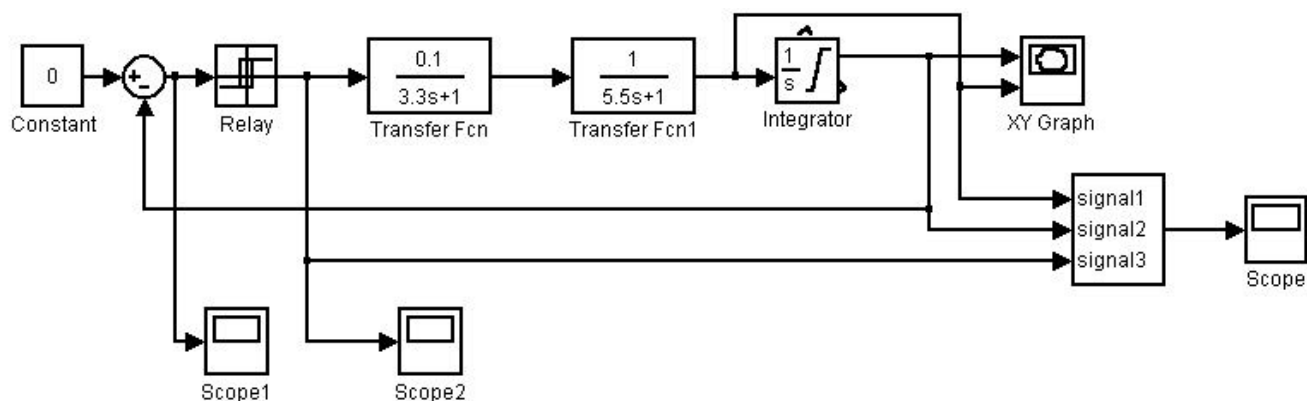 0
Constant
+
-
Relay
0.1
3.3s+1
Transfer Fcn
1
5.5s+1
Transfer Fcn1
1
s
Integrator
XY Graph
signal1
signal2
signal3
Scope
Scope1
Scope2